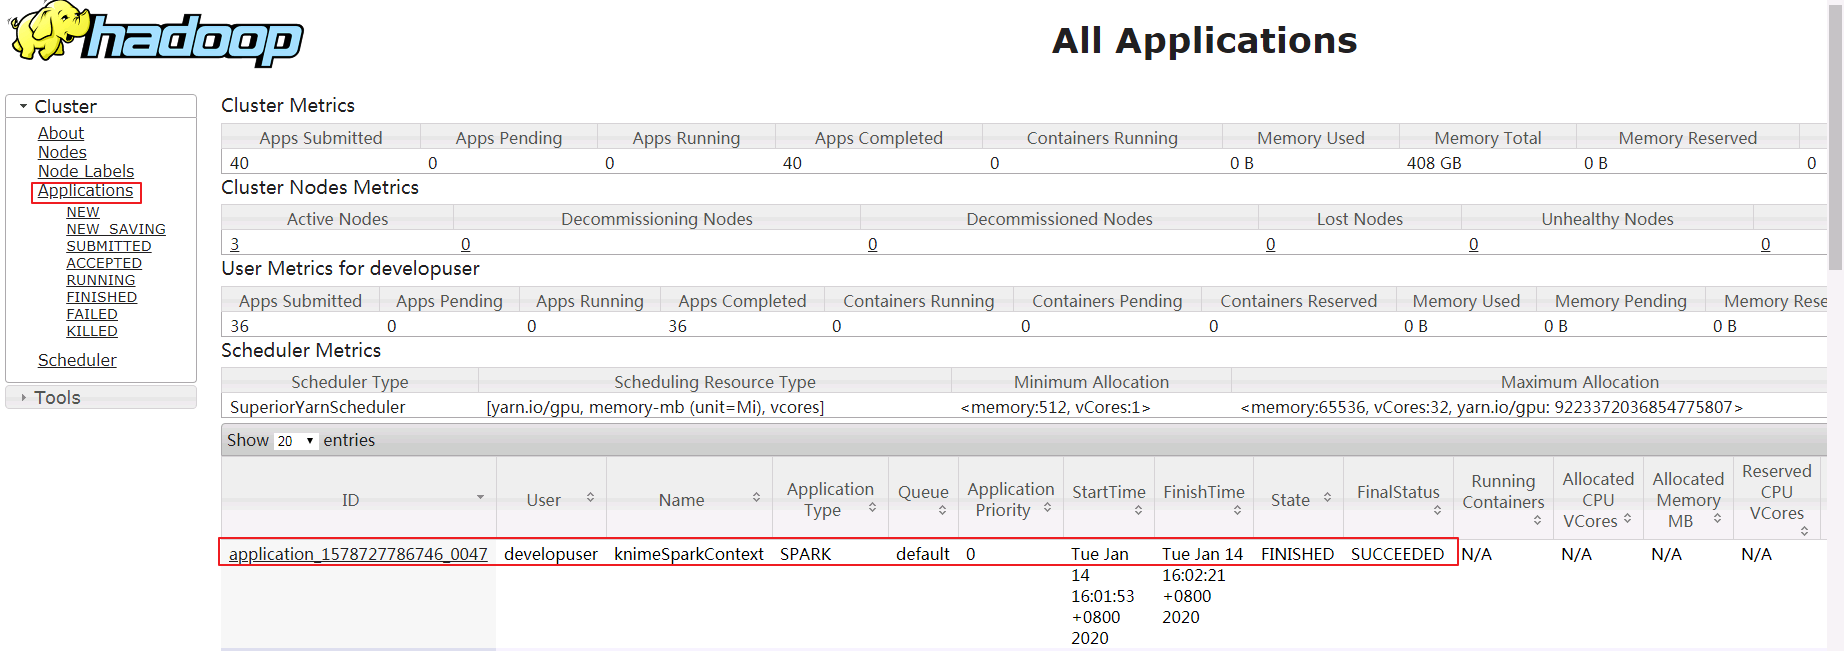 hadoop
All Applications
Cluster
About
Nodes
Node Labels
Applications
NEW
NEW_SAVING
SUBMITTED
ACCEPTED
RUNNING
FINISHED
FAILED
KILLED
Scheduler
Tools
Cluster Metrics
Apps Submitted Apps Pending Apps Running Apps Completed Containers Running Memory Used Memory Total Memory Reserved
40 0 0 40 0 0 B 408 GB 0 B 0
Cluster Nodes Metrics
Active Nodes Decommissioning Nodes Decommissioned Nodes Lost Nodes Unhealthy Nodes
3 0 0 0 0 0
User Metrics for developuser
Apps Submitted Apps Pending Apps Running Apps Completed Containers Running Containers Pending Containers Reserved Memory Used Memory Pending Memory Rese
36 0 0 36 0 0 0 0 B 0 B 0 B
Scheduler Metrics
Scheduler Type Scheduling Resource Type Minimum Allocation Maximum Allocation
SuperiorYarnScheduler [yarn.io/gpu, memory-mb (unit=Mi), vcores] <memory:512, vCores:1> <memory:65536, vCores:32, yarn.io/gpu: 9223372036854775807>
Show 20 entries
ID User Name Application Type Queue Application Priority StartTime FinishTime State FinalStatus Running Containers Allocated CPU VCores Allocated Memory MB Reserved CPU VCores
application_1578727786746_0047 developuser knimeSparkContext SPARK default 0 Tue Jan Tue Jan 14 FINISHED SUCCEEDED N/A N/A N/A N/A
14 16:02:21
16:01:53 +0800
+0800 2020
2020